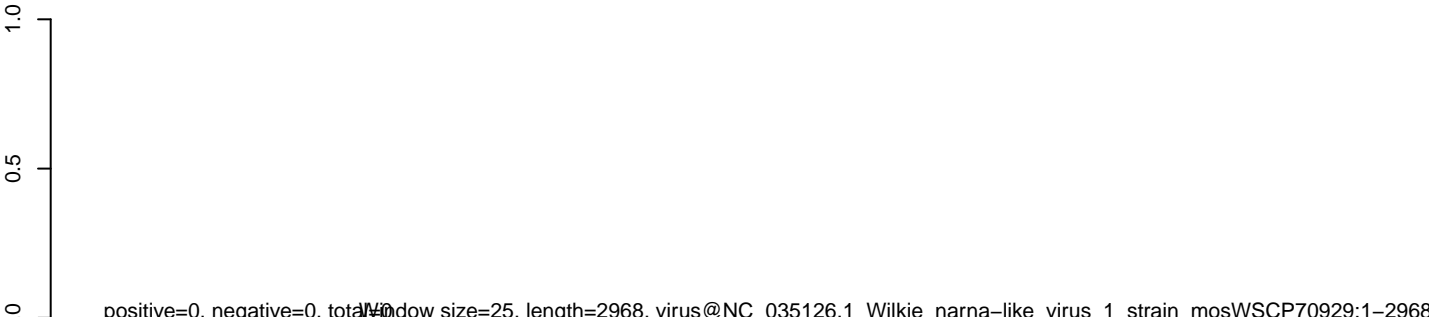 1.0
0.5
0
positive=0, negative=0, total=0
Window size=25, length=2968, virus@NC_035126.1_Wilkie_narna−like_virus_1_strain_mosWSCP70929:1−2968